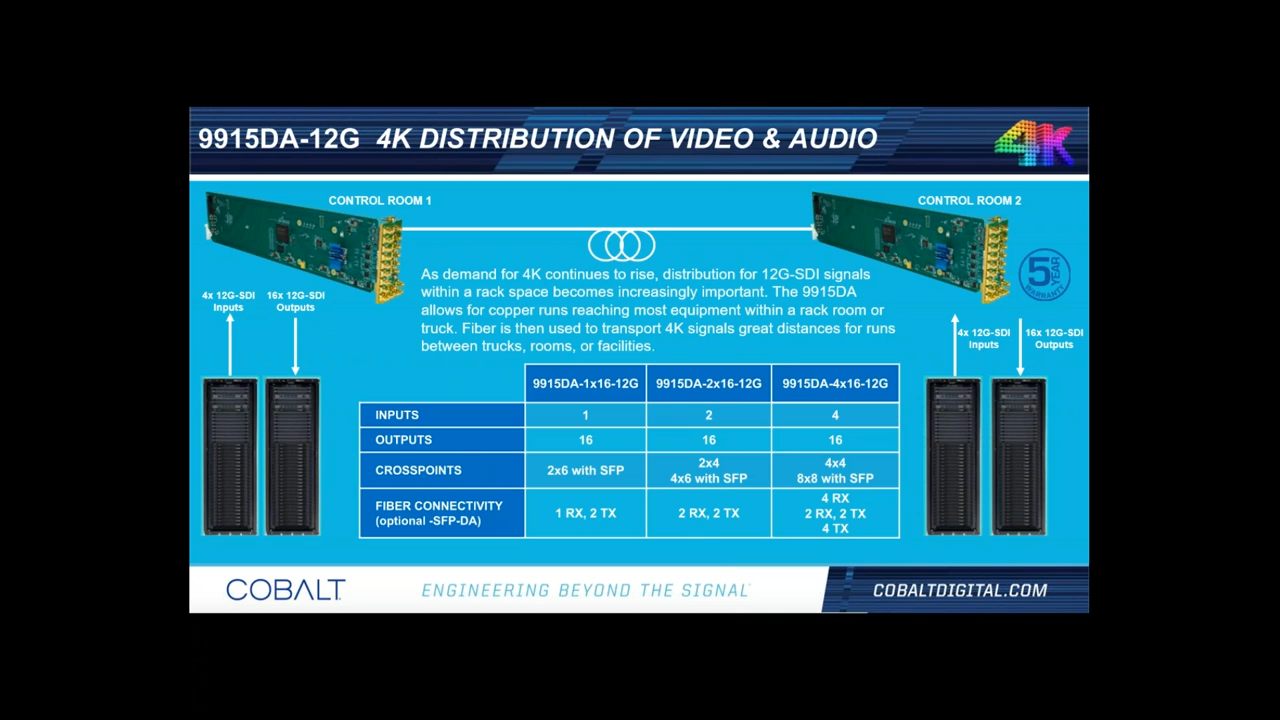 9915DA-12G 4K DISTRIBUTION OF VIDEO & AUDIO
4K
CONTROL ROOM 1
CONTROL ROOM 2
4x 12G-SDI
Inputs
16x 12G-SDI
Outputs
As demand for 4K continues to rise, distribution for 12G-SDI signals
within a rack space becomes increasingly important. The 9915DA
allows for copper runs reaching most equipment within a rack room or
truck. Fiber is then used to transport 4K signals great distances for runs
between trucks, rooms, or facilities.
5 YEAR
WARRANTY
4x 12G-SDI
Inputs
16x 12G-SDI
Outputs
9915DA-1x16-12G 9915DA-2x16-12G 9915DA-4x16-12G
INPUTS 1 2 4
OUTPUTS 16 16 16
CROSSPOINTS 2x6 with SFP 2x4 4x4
4x6 with SFP 8x8 with SFP
FIBER CONNECTIVITY 1 RX, 2 TX 2 RX, 2 TX 4 RX
(optional -SFP-DA) 2 RX, 2 TX
4 TX
COBALT
ENGINEERING BEYOND THE SIGNAL
COBALTDIGITAL.COM